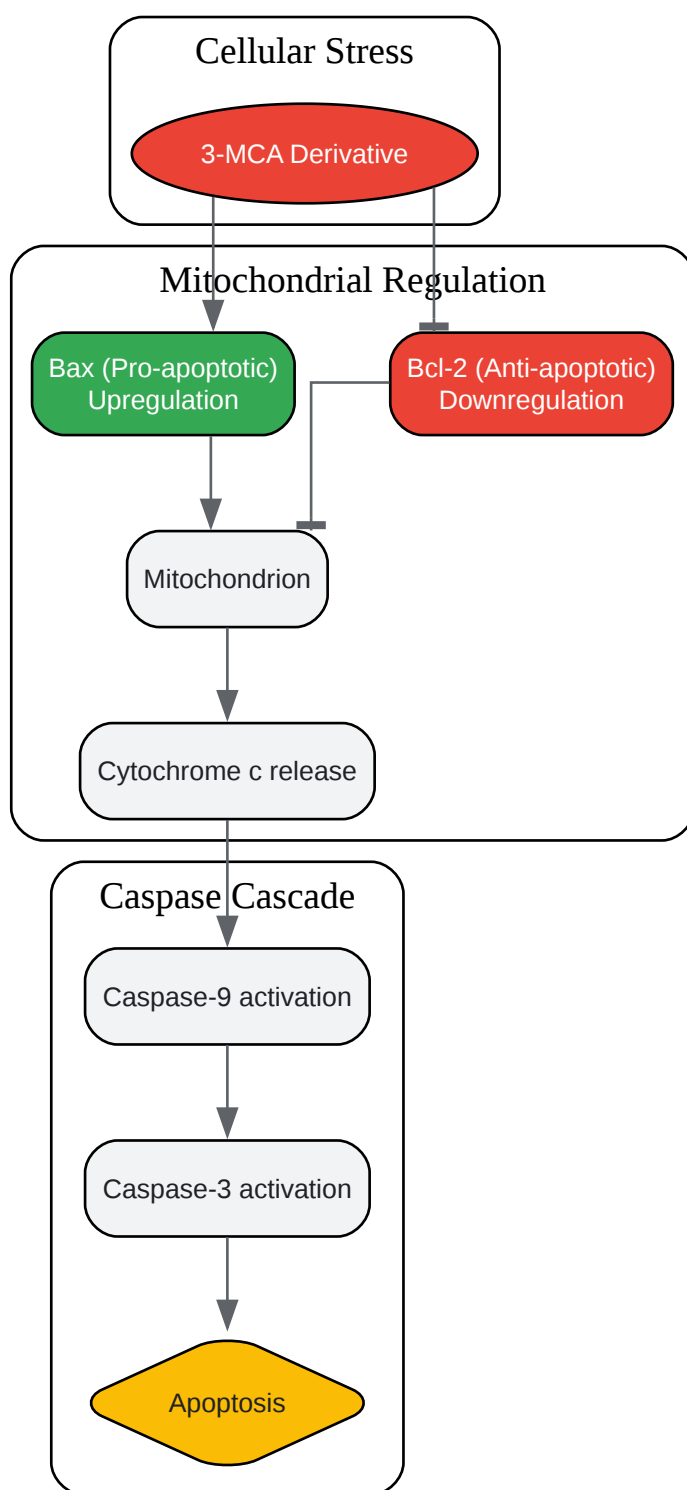 Cellular Stress
3-MCA Derivative
Mitochondrial Regulation
Bax (Pro-apoptotic)
Upregulation
Bcl-2 (Anti-apoptotic)
Downregulation
Mitochondrion
Cytochrome c release
Caspase Cascade
Caspase-9 activation
Caspase-3 activation
Apoptosis